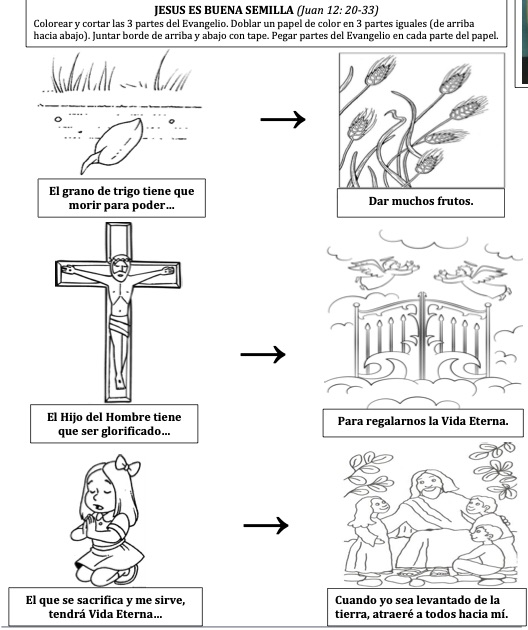 JESUS ES BUENA SEMILLA (Juan 12: 20-33)
Colorear y cortar las 3 partes del Evangelio. Doblar un papel de color en 3 partes iguales (de arriba
hacia abajo). Juntar borde de arriba y abajo con tape. Pegar partes del Evangelio en cada parte del papel.
El grano de trigo tiene que
morir para poder...
Dar muchos frutos.
El Hijo del Hombre tiene
que ser glorificado...
Para regalarnos la Vida Eterna.
El que se sacrifica y me sirve,
tendrá Vida Eterna...
Cuando yo sea levantado de la
tierra, atraeré a todos hacia mí.